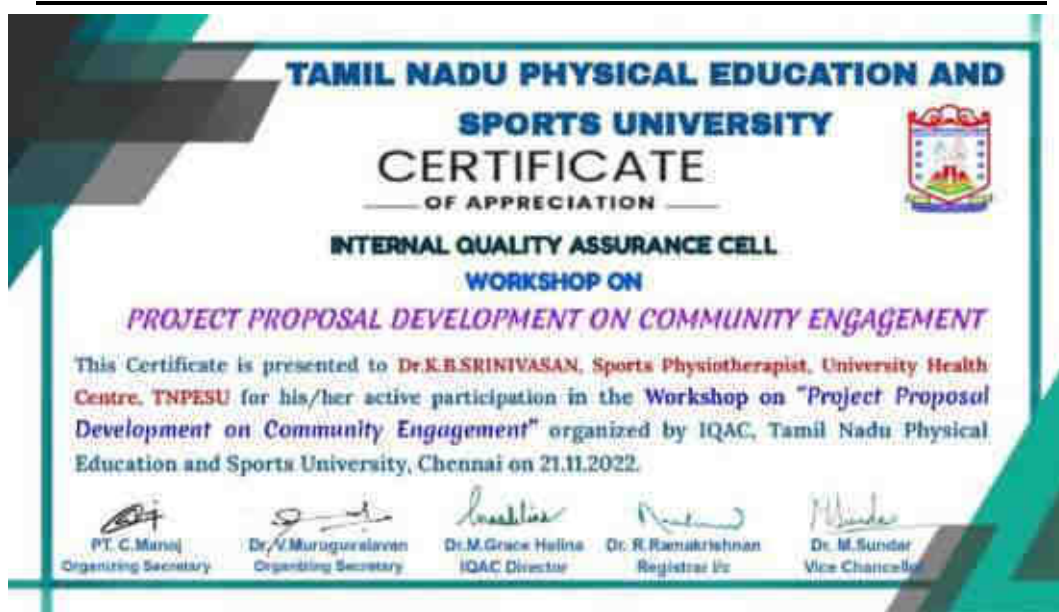 TAMIL NADU PHYSICAL EDUCATION AND
SPORTS UNIVERSITY
CERTIFICATE
OF APPRECIATION
INTERNAL QUALITY ASSURANCE CELL
WORKSHOP ON
PROJECT PROPOSAL DEVELOPMENT ON COMMUNITY ENGAGEMENT
This Certificate is presented to Dr.K.B.SRINIVASAN, Sports Physiotherapist, University Health
Centre, TNPESU for his/her active participation in the Workshop on "Project Proposal
Development on Community Engagement" organized by IQAC, Tamil Nadu Physical
Education and Sports University, Chennai on 21.11.2022.
PT. C.Manoj Dr. V.Murugavalavan Dr.M.Grace Helina Dr. R.Ramakrishnan Dr. M.Sundar
Organizing Secretary Organizing Secretary IQAC Director Registrar i/c Vice Chancellor